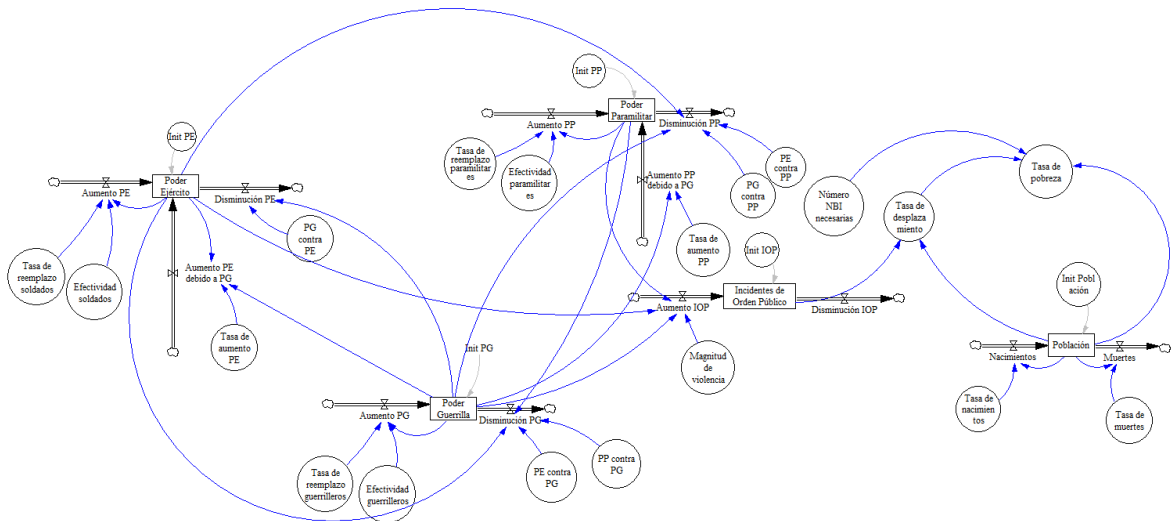 Init PP
Poder
Paramilitar
Aumento PP
Disminución PP
Init PE
Tasa de
reemplazo
paramilitar
es
Efectividad
paramilitar
es
Aumento PP
debido a PG
PG
contra
PP
PE
contra
PP
Tasa de
pobreza
Número
NBI
necesarias
Tasa de
desplaza
miento
Poder
Ejército
Aumento PE
Disminución PE
PG
contra
PE
Tasa de
reemplazo
soldados
Efectividad
soldados
Aumento PE
debido a PG
Tasa de
aumento
PE
Tasa de
aumento
PP
Init IOP
Incidentes de
Orden Público
Aumento IOP
Disminución IOP
Magnitud
de
violencia
Init Pobl
ación
Población
Nacimientos
Muertes
Tasa de
nacimien
tos
Tasa de
muertes
Init PG
Poder
Guerrilla
Aumento PG
Disminución PG
Tasa de
reemplazo
guerrilleros
Efectividad
guerrilleros
PE contra
PG
PP contra
PG